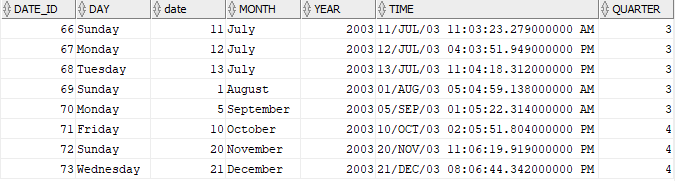 DATE_ID DAY date MONTH YEAR TIME QUARTER
66 Sunday 11 July 2003 11/JUL/03 11:03:23.279000000 AM 3
67 Monday 12 July 2003 12/JUL/03 04:03:51.949000000 PM 3
68 Tuesday 13 July 2003 13/JUL/03 11:04:18.312000000 PM 3
69 Sunday 1 August 2003 01/AUG/03 05:04:59.138000000 AM 3
70 Monday 5 September 2003 05/SEP/03 01:05:22.314000000 AM 3
71 Friday 10 October 2003 10/OCT/03 02:05:51.804000000 PM 4
72 Sunday 20 November 2003 20/NOV/03 11:06:19.919000000 PM 4
73 Wednesday 21 December 2003 21/DEC/03 08:06:44.342000000 PM 4